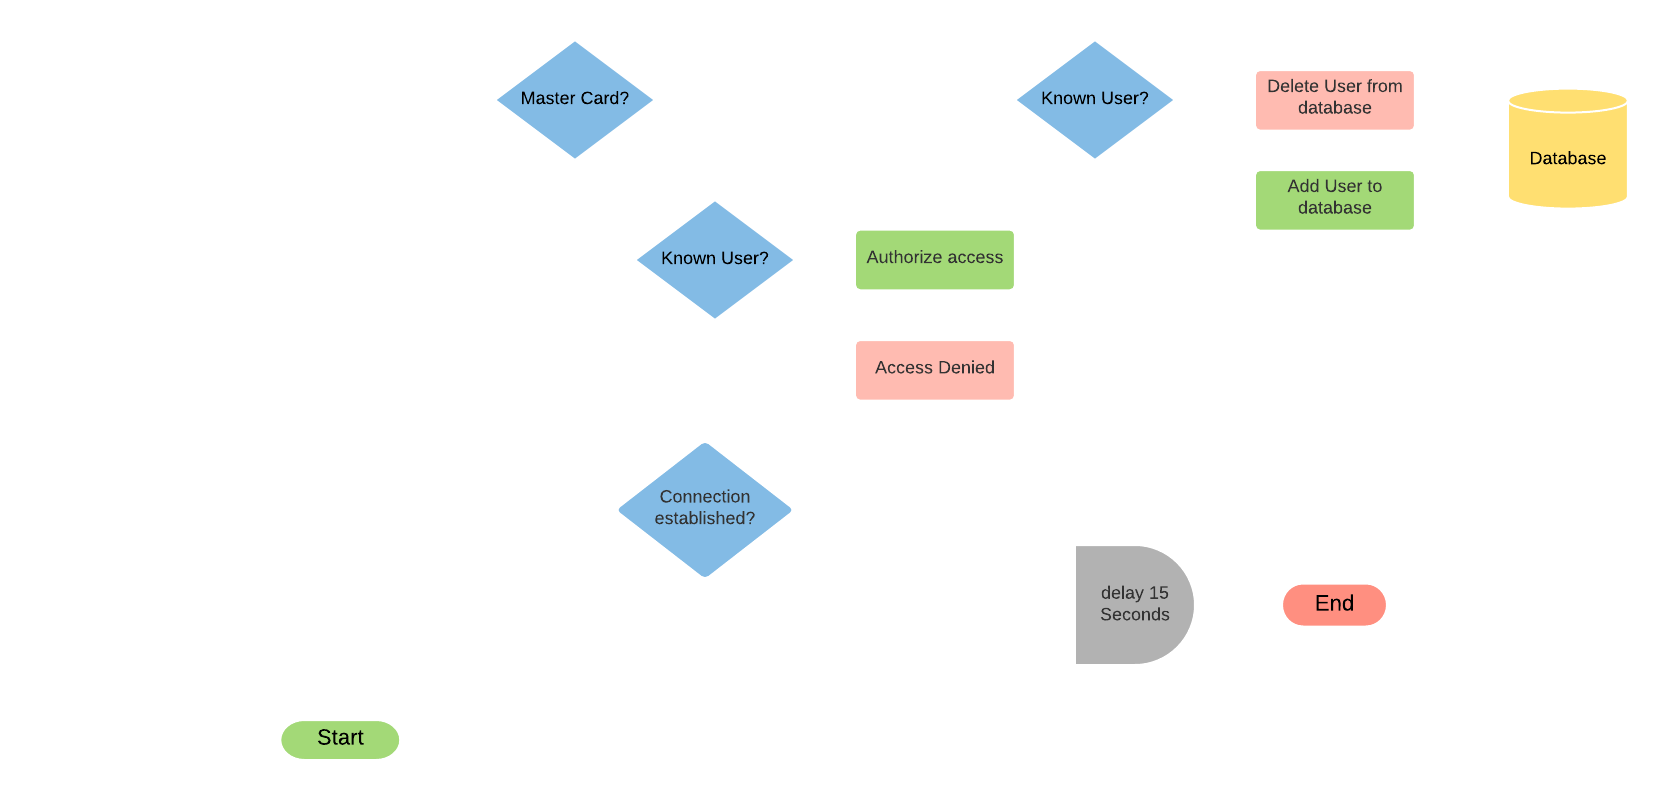 Master Card?
Known User?
Delete User from
database
Database
Add User to
database
Known User?
Authorize access
Access Denied
Connection
established?
delay 15
Seconds
End
Start